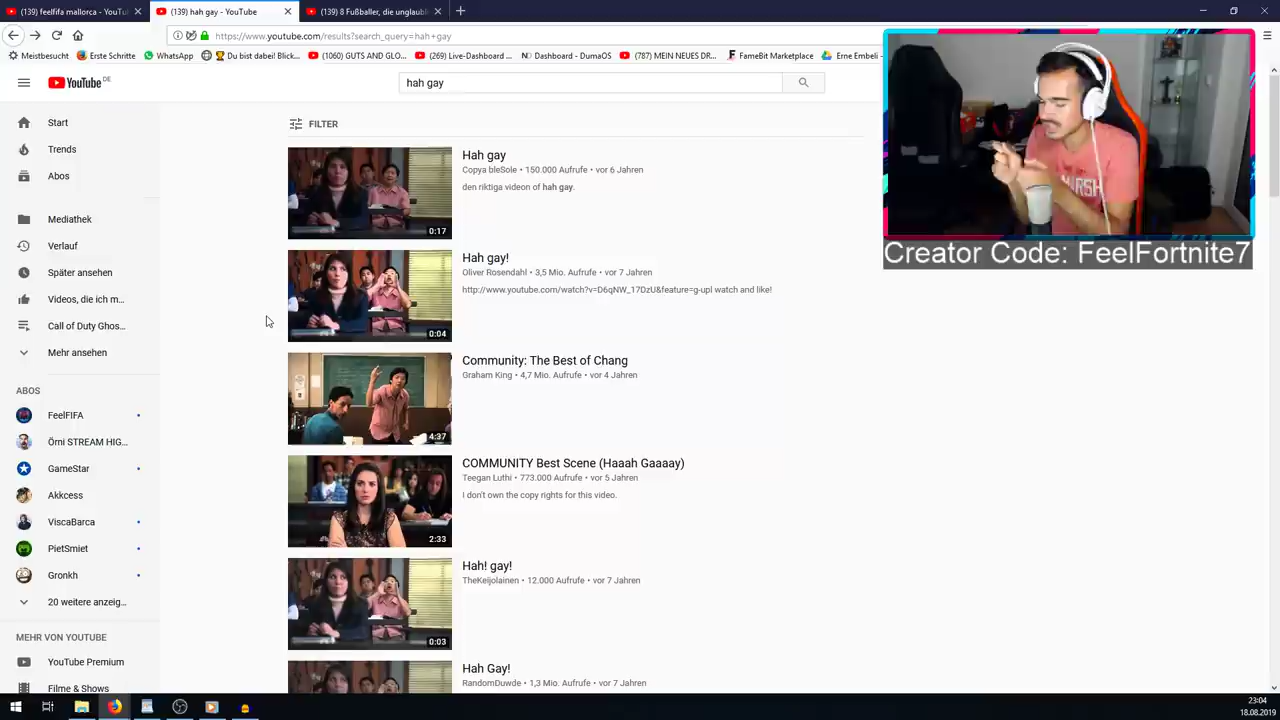 (139) feelfifa mallorca - YouTu
(139) hah gay - YouTube
(139) 8 Fußballer, die unglaubl
https://www.youtube.com/results?search_query=hah+gay
Meistbesucht
Erste Schritte
WhatsApp
Du bist dabei! Blick...
(1060) GUTS AND GLO...
(269) Live-Dashboard ...
Dashboard - DumaOS
(787) MEIN NEUES DR...
FameBit Marketplace
Erne Embeli -
YouTube DE
hah gay
FILTER
Start
Trends
Abos
Mediathek
Verlauf
Später ansehen
Videos, die ich m...
Call of Duty Ghos...
Mehr ansehen
ABOS
FeelFIFA
Örni STREAM HIG...
GameStar
Akkcess
ViscaBarca
PietSmiet
Gronkh
20 weitere anzeig...
MEHR VON YOUTUBE
YouTube Premium
Filme & Shows
Hah gay
Copya bleSole • 150.000 Aufrufe • vor 6 Jahren
den riktiga videon of hah gay.
0:17
Hah gay!
Oliver Rosendahl • 3,5 Mio. Aufrufe • vor 7 Jahren
http://www.youtube.com/watch?v=D6qNW_17DzU&feature=g-upl watch and like!
0:04
Community: The Best of Chang
Graham King • 4,7 Mio. Aufrufe • vor 4 Jahren
4:37
COMMUNITY Best Scene (Haaah Gaaaay)
Teegan Luthi • 773.000 Aufrufe • vor 5 Jahren
I don't own the copy rights for this video.
2:33
Hah! gay!
TheKeijolainen • 12.000 Aufrufe • vor 7 Jahren
0:03
Hah Gay!
RandomDuwde • 1,3 Mio. Aufrufe • vor 7 Jahren
Creator Code: FeelFortnite7
23:04
18.08.2019